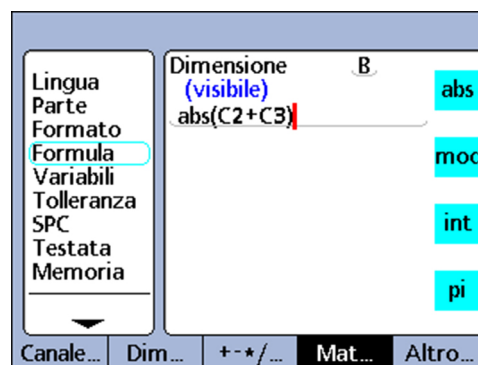 Lingua
Parte
Formato
Formula
Variabili
Tolleranza
SPC
Testata
Memoria
Dimensione B
(visibile)
abs(C2+C3)
abs
mod
int
pi
Canale... Dim... +-*/... Mat... Altro...